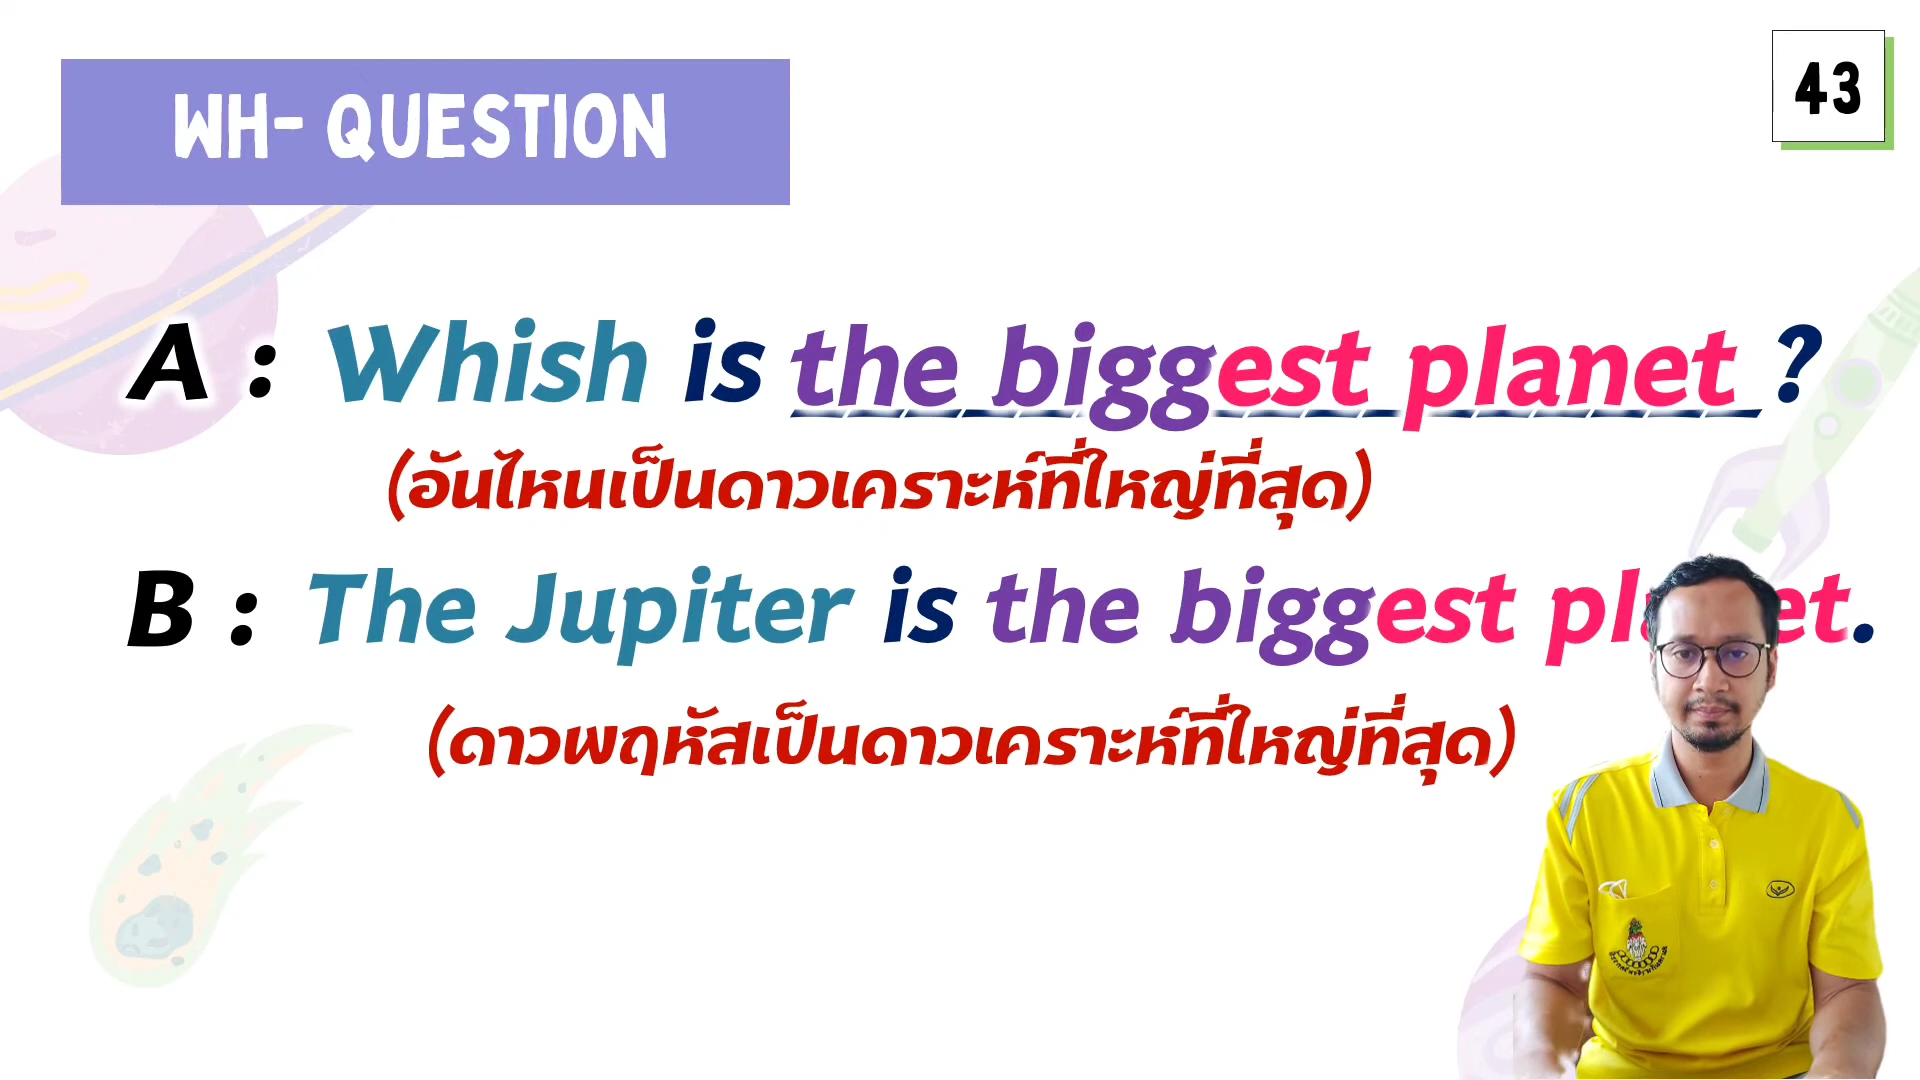 WH- QUESTION
43
A : Whish is the biggest planet ?
(อันไหนเป็นดาวเคราะห์ที่ใหญ่ที่สุด)
B : The Jupiter is the biggest planet.
(ดาวพฤหัสเป็นดาวเคราะห์ที่ใหญ่ที่สุด)